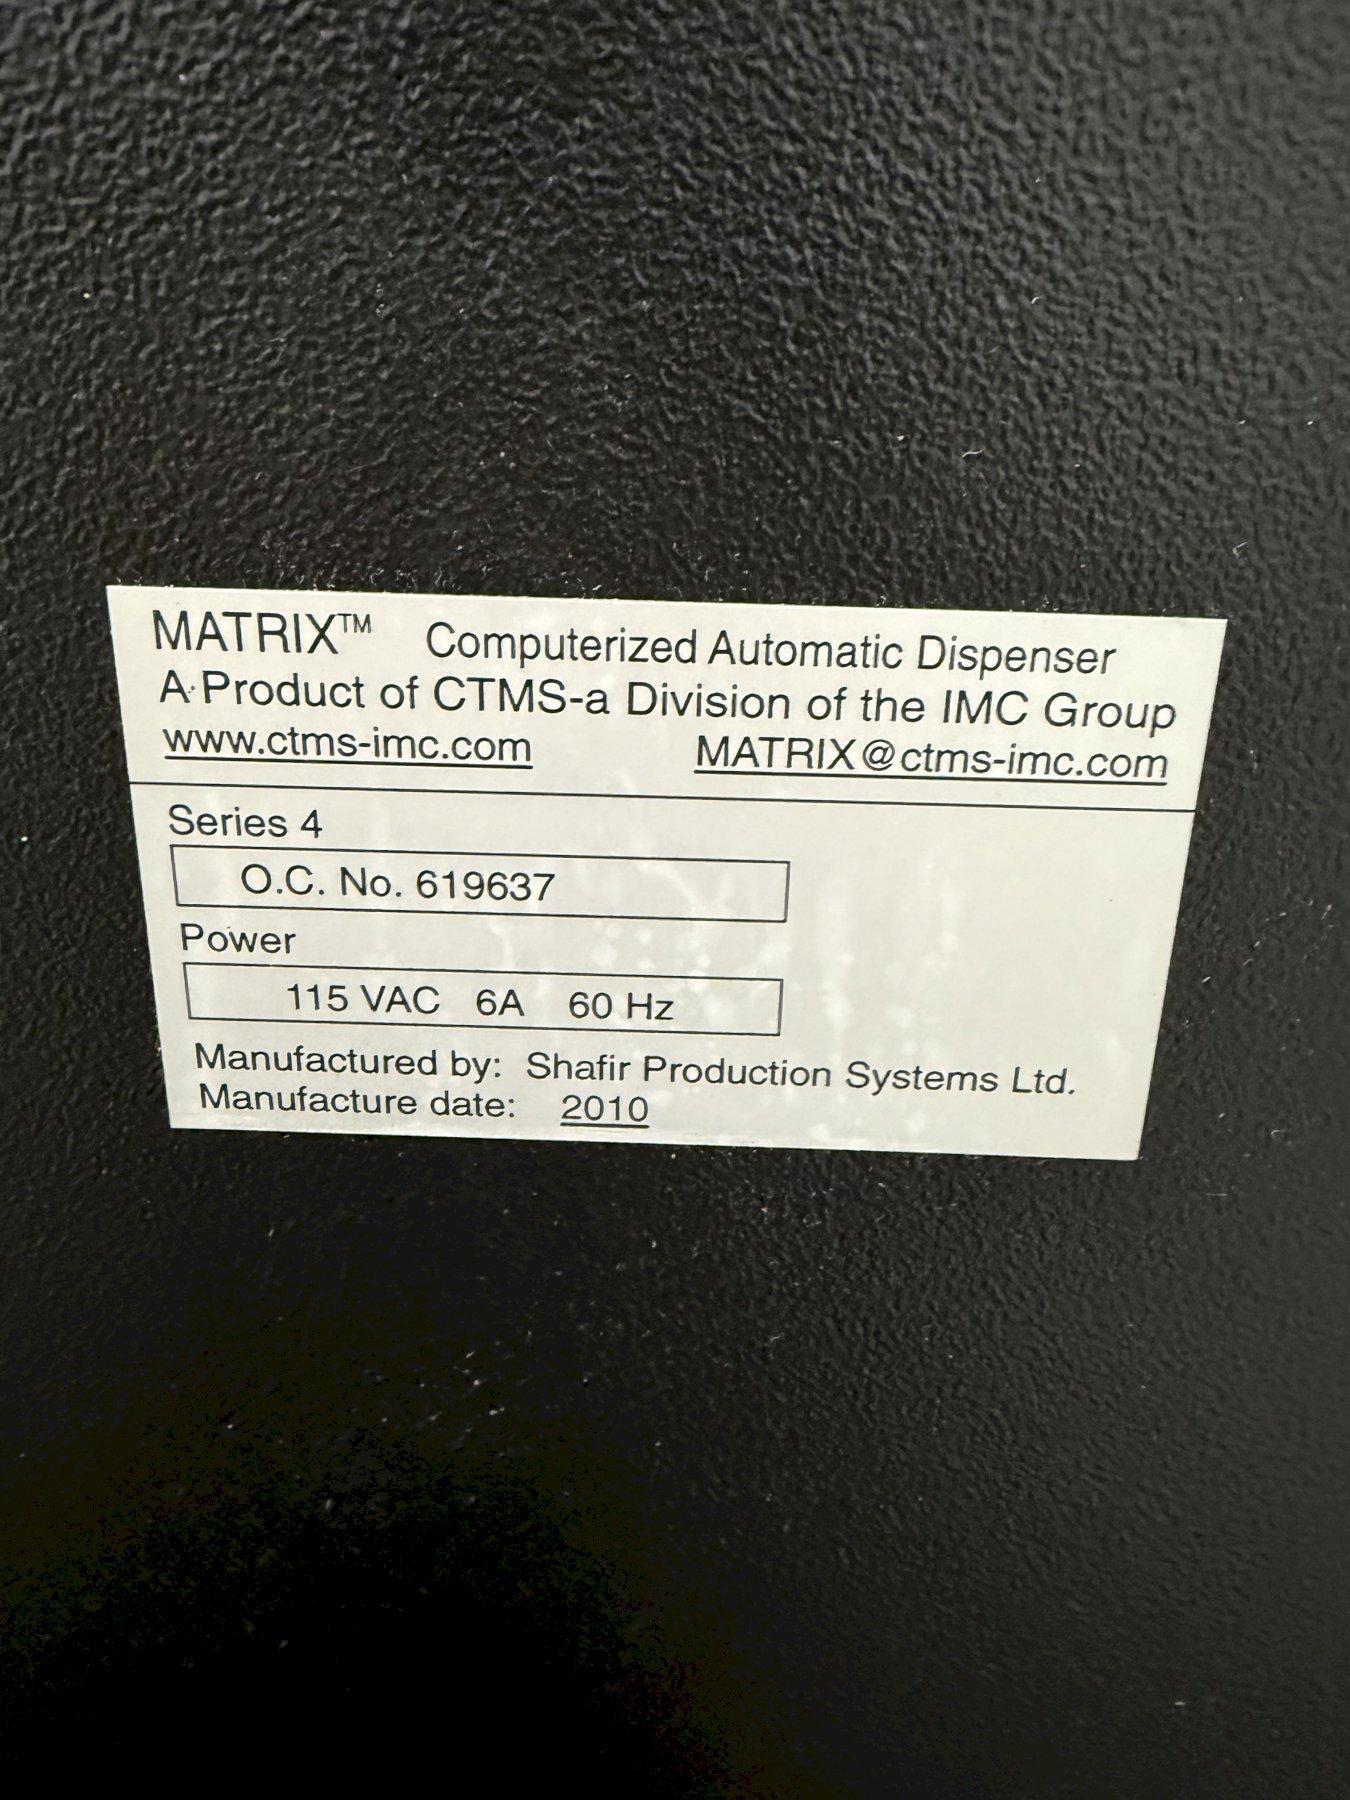 MATRIX™ Computerized Automatic Dispenser
A Product of CTMS-a Division of the IMC Group
www.ctms-imc.com MATRIX@ctms-imc.com
Series 4
O.C. No. 619637
Power
115 VAC 6A 60 Hz
Manufactured by: Shafir Production Systems Ltd.
Manufacture date: 2010